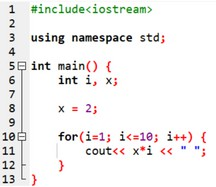 1 #include<iostream>
2
3 using namespace std;
4
5 int main() {
6 int i, x;
7
8 x = 2;
9
10 for(i=1; i<=10; i++) {
11 cout<< x*i << " ";
12 }
13 }